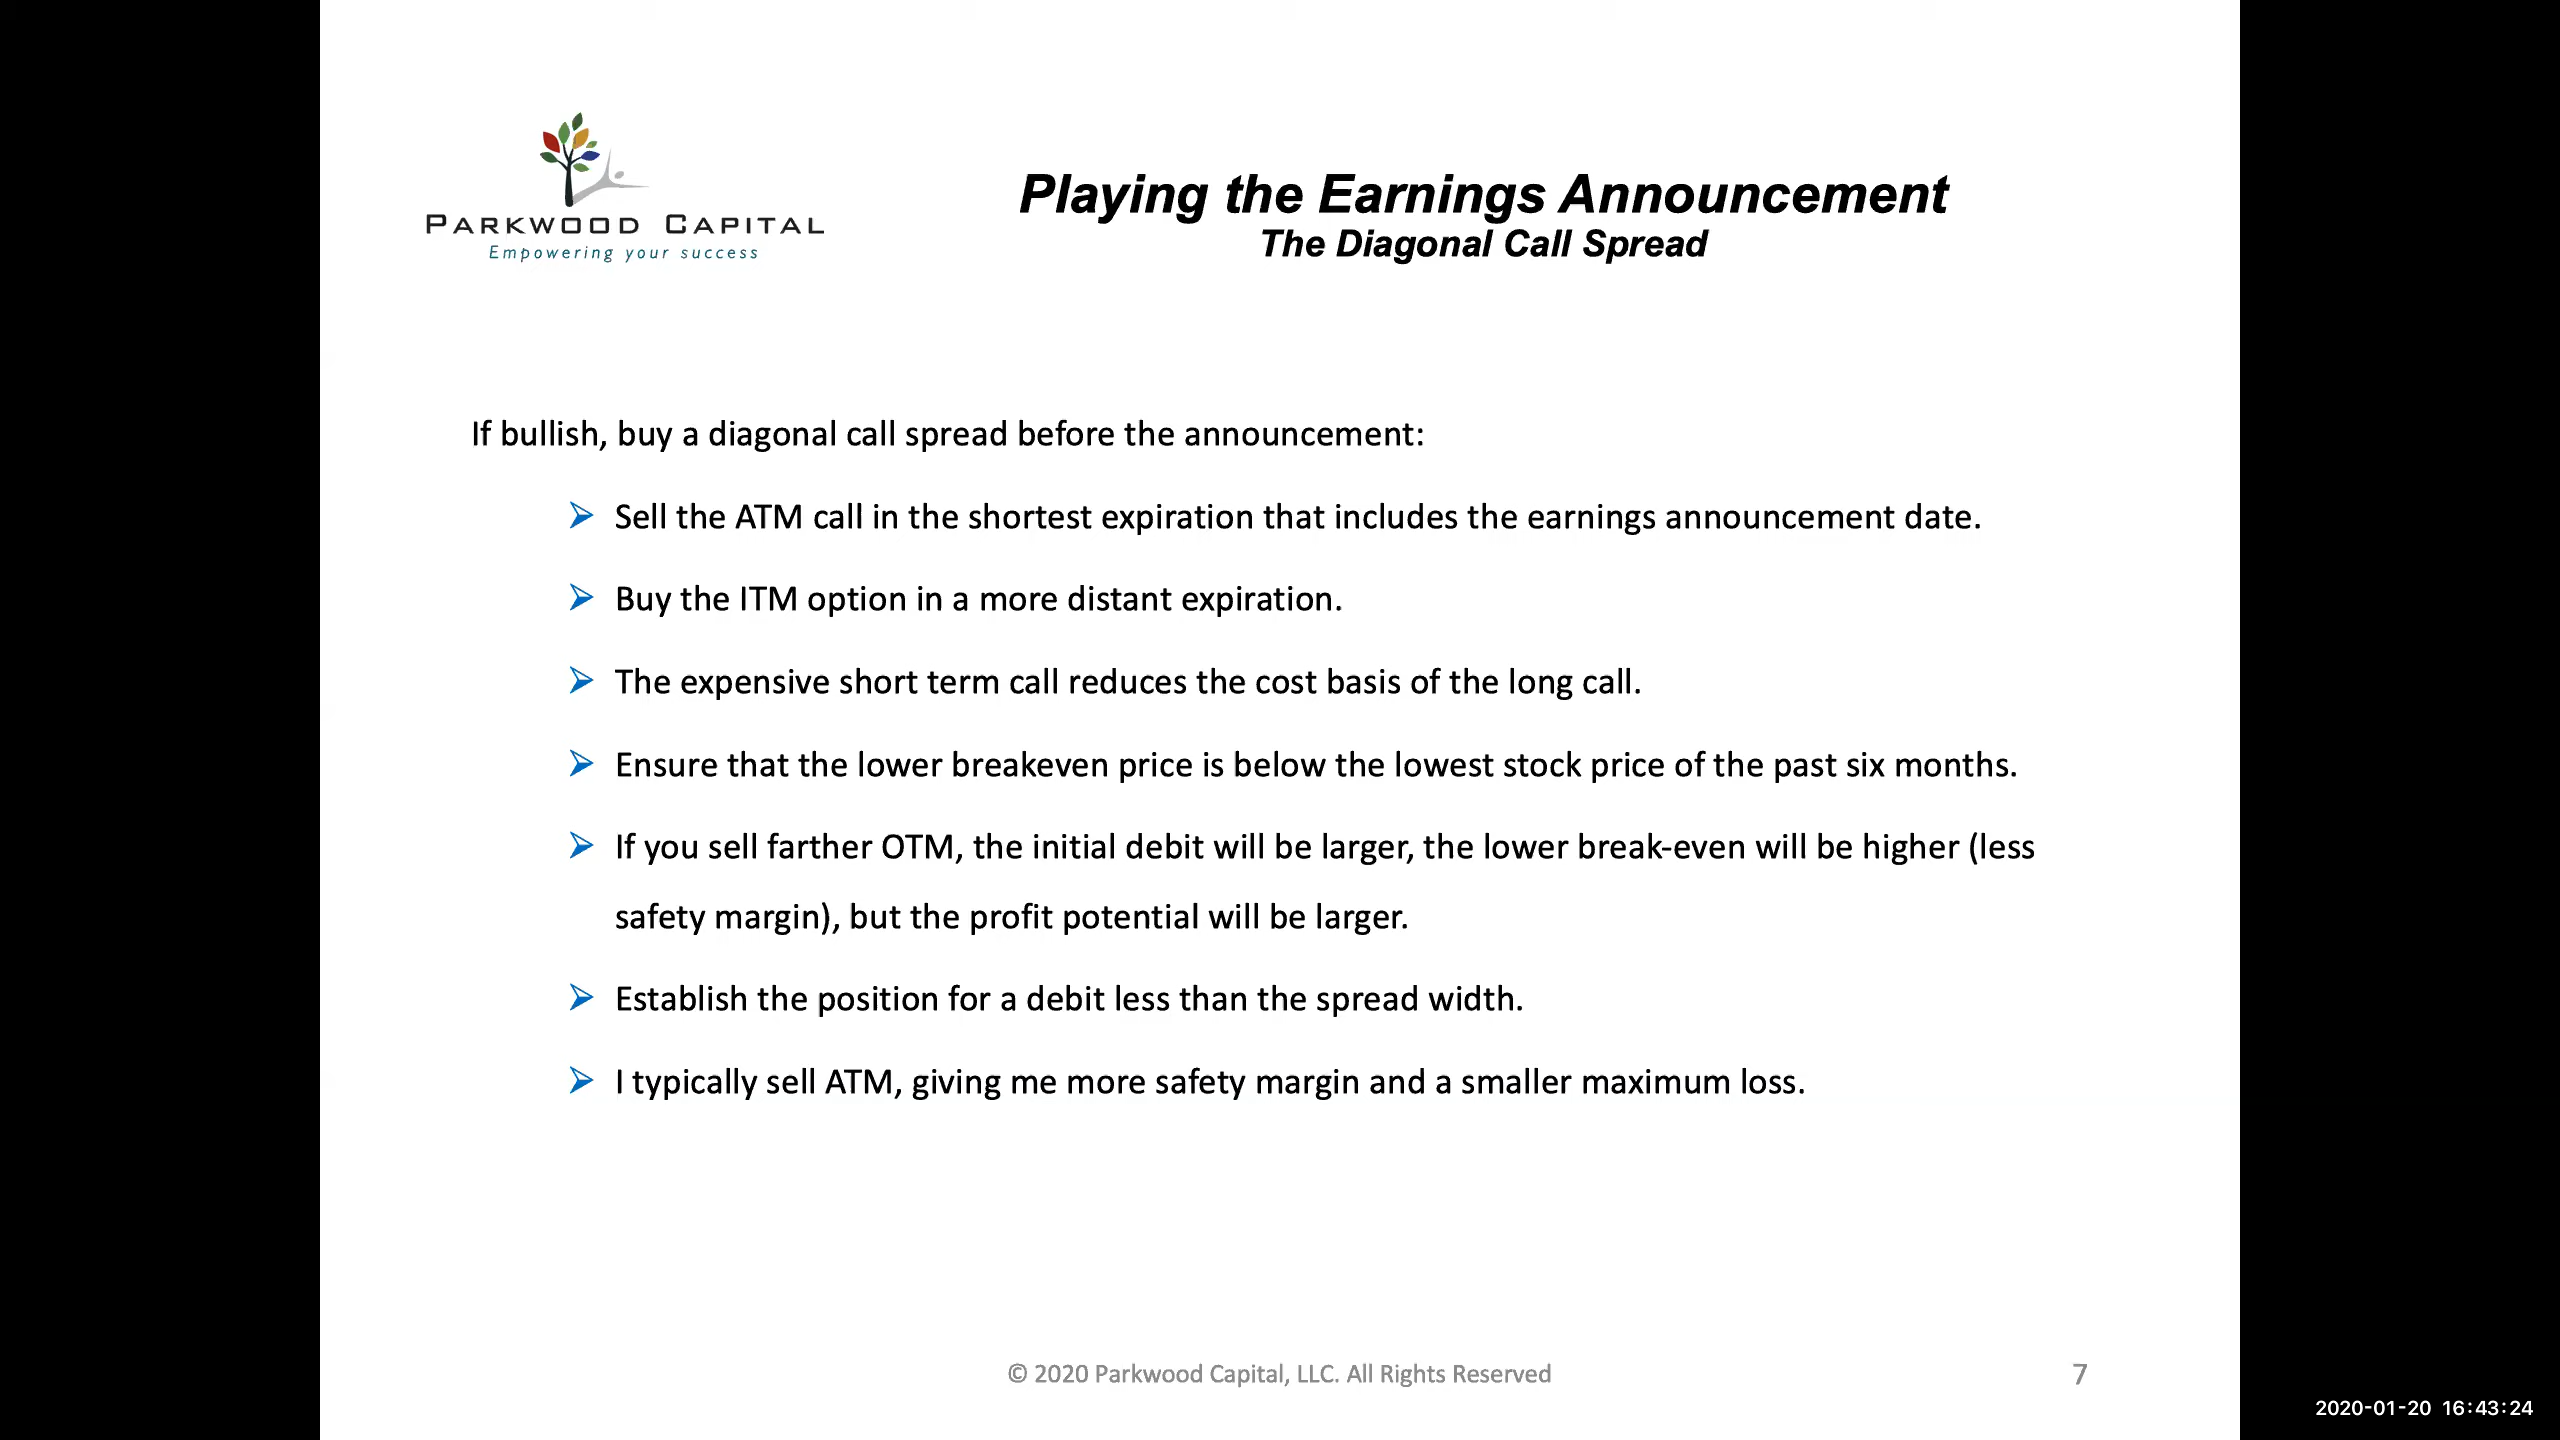 PARKWOOD CAPITAL
Empowering your success
Playing the Earnings Announcement
The Diagonal Call Spread
If bullish, buy a diagonal call spread before the announcement:
Sell the ATM call in the shortest expiration that includes the earnings announcement date.
Buy the ITM option in a more distant expiration.
The expensive short term call reduces the cost basis of the long call.
Ensure that the lower breakeven price is below the lowest stock price of the past six months.
If you sell farther OTM, the initial debit will be larger, the lower break-even will be higher (less
safety margin), but the profit potential will be larger.
Establish the position for a debit less than the spread width.
I typically sell ATM, giving me more safety margin and a smaller maximum loss.
© 2020 Parkwood Capital, LLC. All Rights Reserved
7
2020-01-20 16:43:24